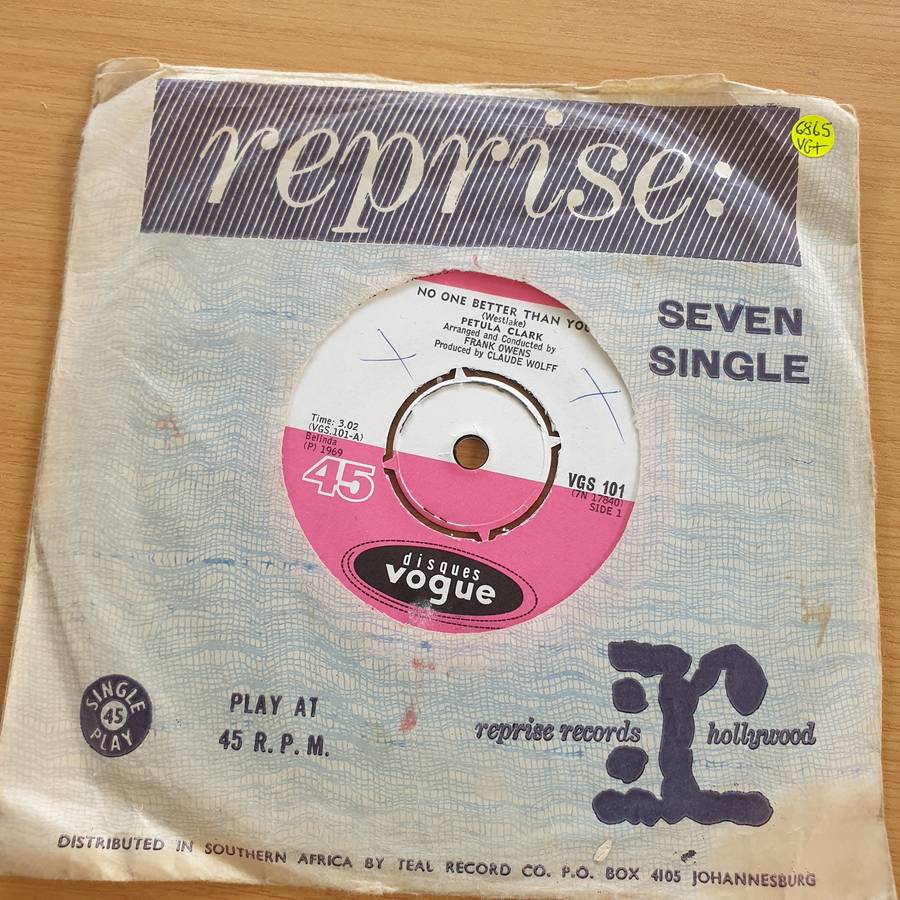 reprise:
6865
VG+
SEVEN
SINGLE
NO ONE BETTER THAN YOU
(Westlake)
PETULA CLARK
Arranged and Conducted by
FRANK OWENS
Produced by CLAUDE WOLFF
Time: 3.02
(VGS.101-A)
Belinda
(P) 1969
45
VGS 101
(7N 17840)
SIDE 1
disques
vogue
SINGLE
45
PLAY
PLAY AT
45 R.P.M.
reprise records r hollywood
DISTRIBUTED IN SOUTHERN AFRICA BY TEAL RECORD CO. P.O. BOX 4105 JOHANNESBURG